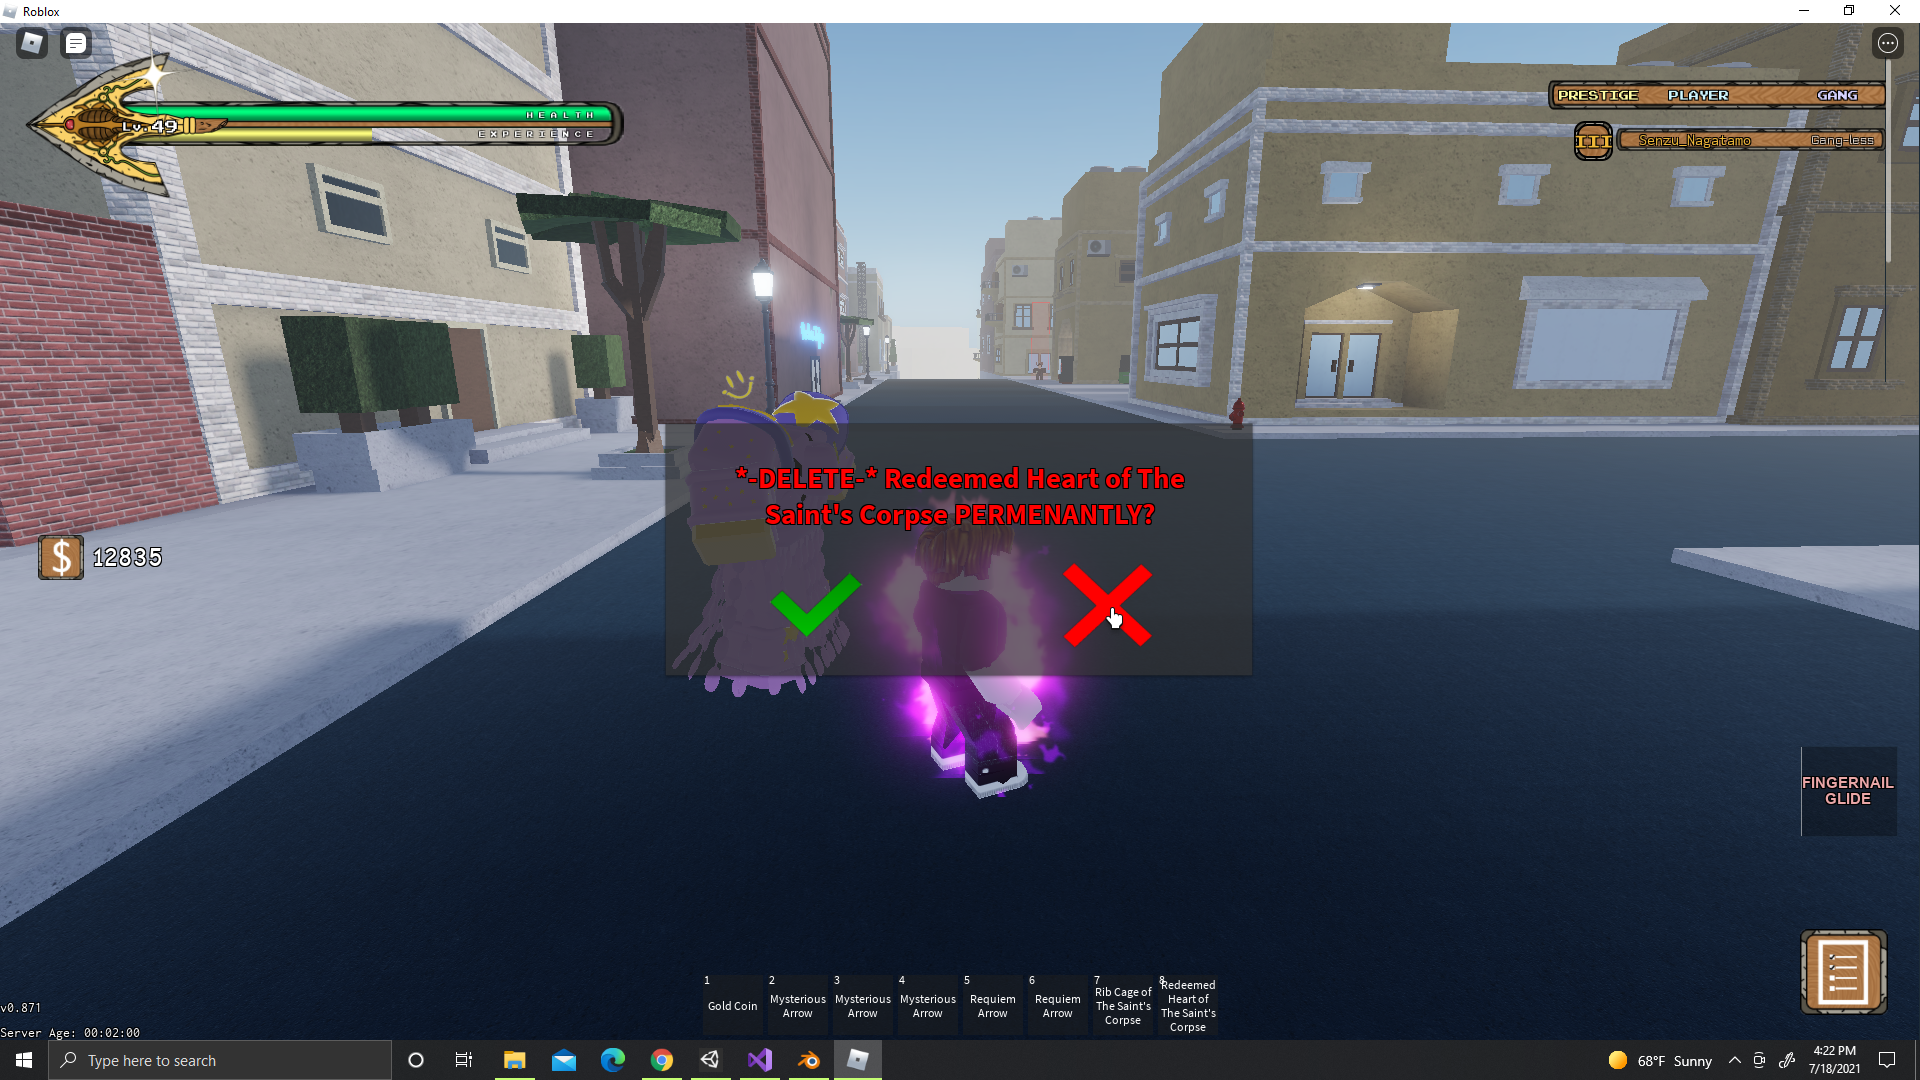 Roblox
HEALTH
Lv.49
EXPERIENCE
PRESTIGE PLAYER GANG
III Senzu_Nagatamo Gang-less
*-DELETE-* Redeemed Heart of The
Saint's Corpse PERMENANTLY?
$ 12835
FINGERNAIL
GLIDE
1
Gold Coin
2
Mysterious
Arrow
3
Mysterious
Arrow
4
Mysterious
Arrow
5
Requiem
Arrow
6
Requiem
Arrow
7
Rib Cage of
The Saint's
Corpse
8
Redeemed
Heart of
The Saint's
Corpse
v0.871
Server Age: 00:02:00
Type here to search
68°F Sunny
4:22 PM
7/18/2021